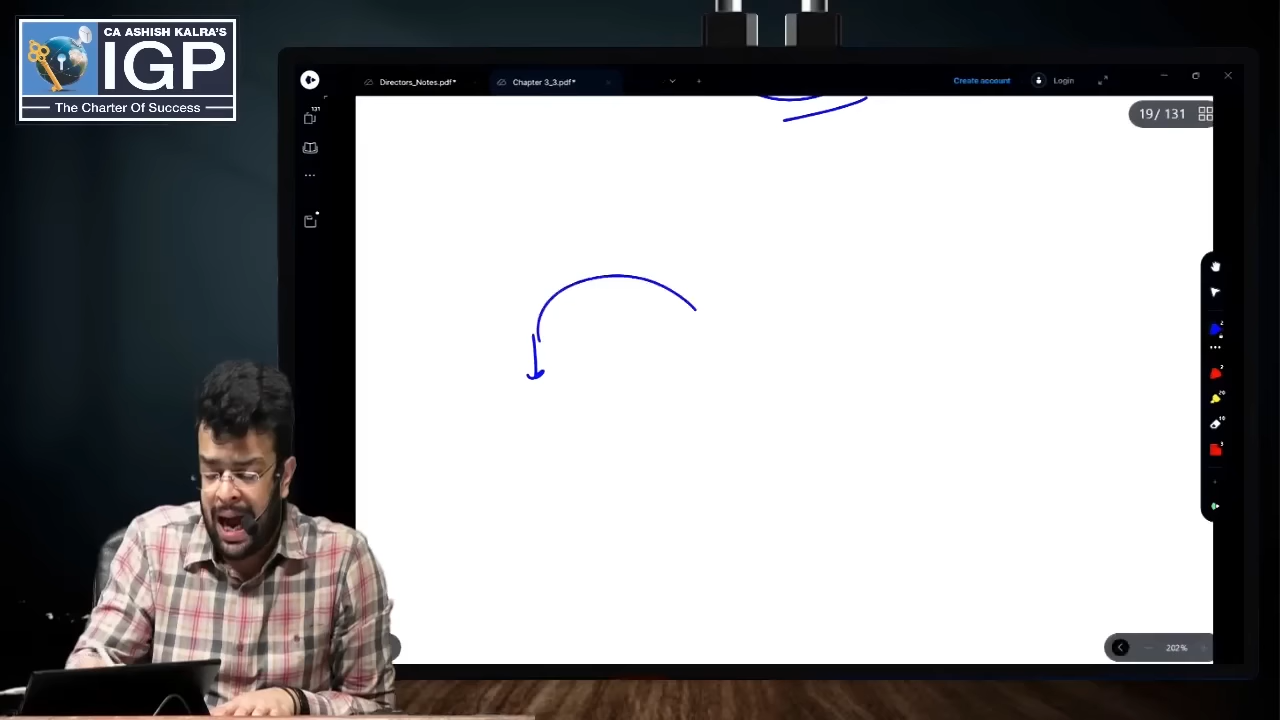 CA ASHISH KALRA'S
IGP
The Charter Of Success
Directors_Notes.pdf*
Chapter 3_3.pdf*
Create account
Login
131
19/ 131
202%